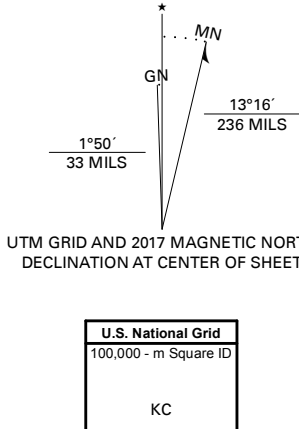 ★
MN
GN
13°16´
236 MILS
1°50´
33 MILS
UTM GRID AND 2017 MAGNETIC NORT
DECLINATION AT CENTER OF SHEET
U.S. National Grid
100,000 - m Square ID
KC